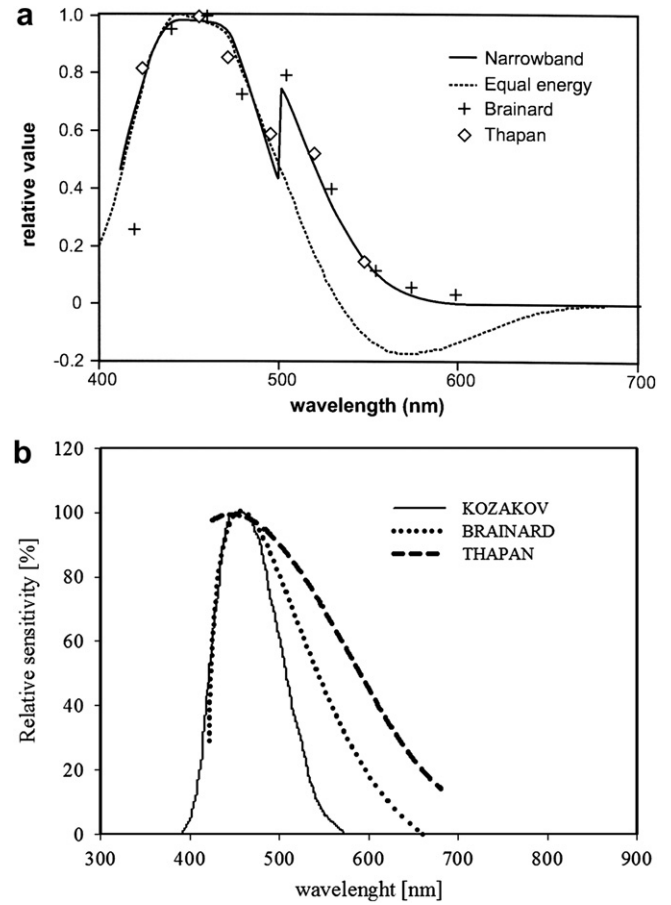 a
1.0
0.8
0.6
0.4
0.2
0
-0.2
relative value
Narrowband
Equal energy
Brainard
Thapan
400
500
600
700
wavelength (nm)
b
120
100
80
60
40
20
0
Relative sensitivity [%]
KOZAKOV
BRAINARD
THAPAN
300
400
500
600
700
800
900
wavelenght [nm]